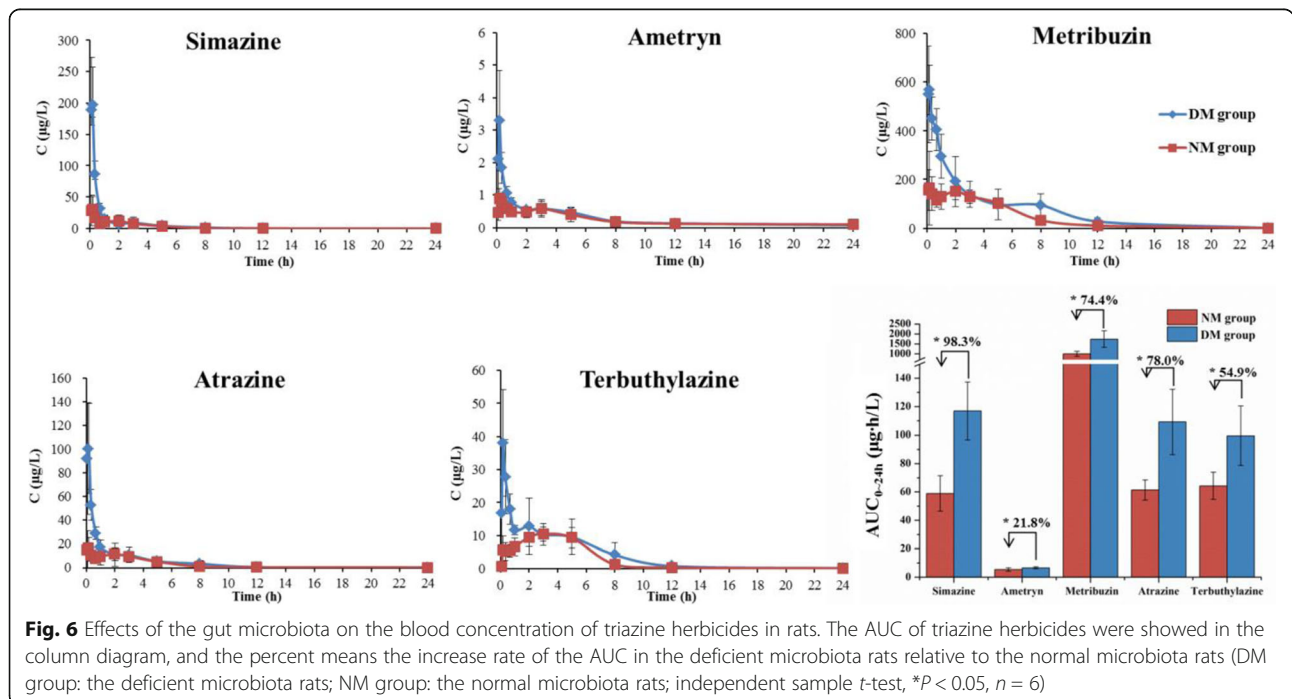 Simazine
300
250
200
150
100
50
0
C (µg/L)
0 2 4 6 8 10 12 14 16 18 20 22 24
Time (h)
Ametryn
6
5
4
3
2
1
0
C (µg/L)
0 2 4 6 8 10 12 14 16 18 20 22 24
Time (h)
Metribuzin
800
600
400
200
0
C (µg/L)
DM group
NM group
0 2 4 6 8 10 12 14 16 18 20 22 24
Time (h)
Atrazine
160
140
120
100
80
60
40
20
0
C (µg/L)
0 2 4 6 8 10 12 14 16 18 20 22 24
Time (h)
Terbuthylazine
60
50
40
30
20
10
0
C (µg/L)
0 2 4 6 8 10 12 14 16 18 20 22 24
Time (h)
NM group
DM group
* 98.3%
* 21.8%
* 74.4%
* 78.0%
* 54.9%
2500
2000
1500
1000
140
120
100
80
60
40
20
10
0
AUC0~24h (µg·h/L)
Simazine Ametryn Metribuzin Atrazine Terbuthylazine
Fig. 6 Effects of the gut microbiota on the blood concentration of triazine herbicides in rats. The AUC of triazine herbicides were showed in the
column diagram, and the percent means the increase rate of the AUC in the deficient microbiota rats relative to the normal microbiota rats (DM
group: the deficient microbiota rats; NM group: the normal microbiota rats; independent sample t-test, *P < 0.05, n = 6)